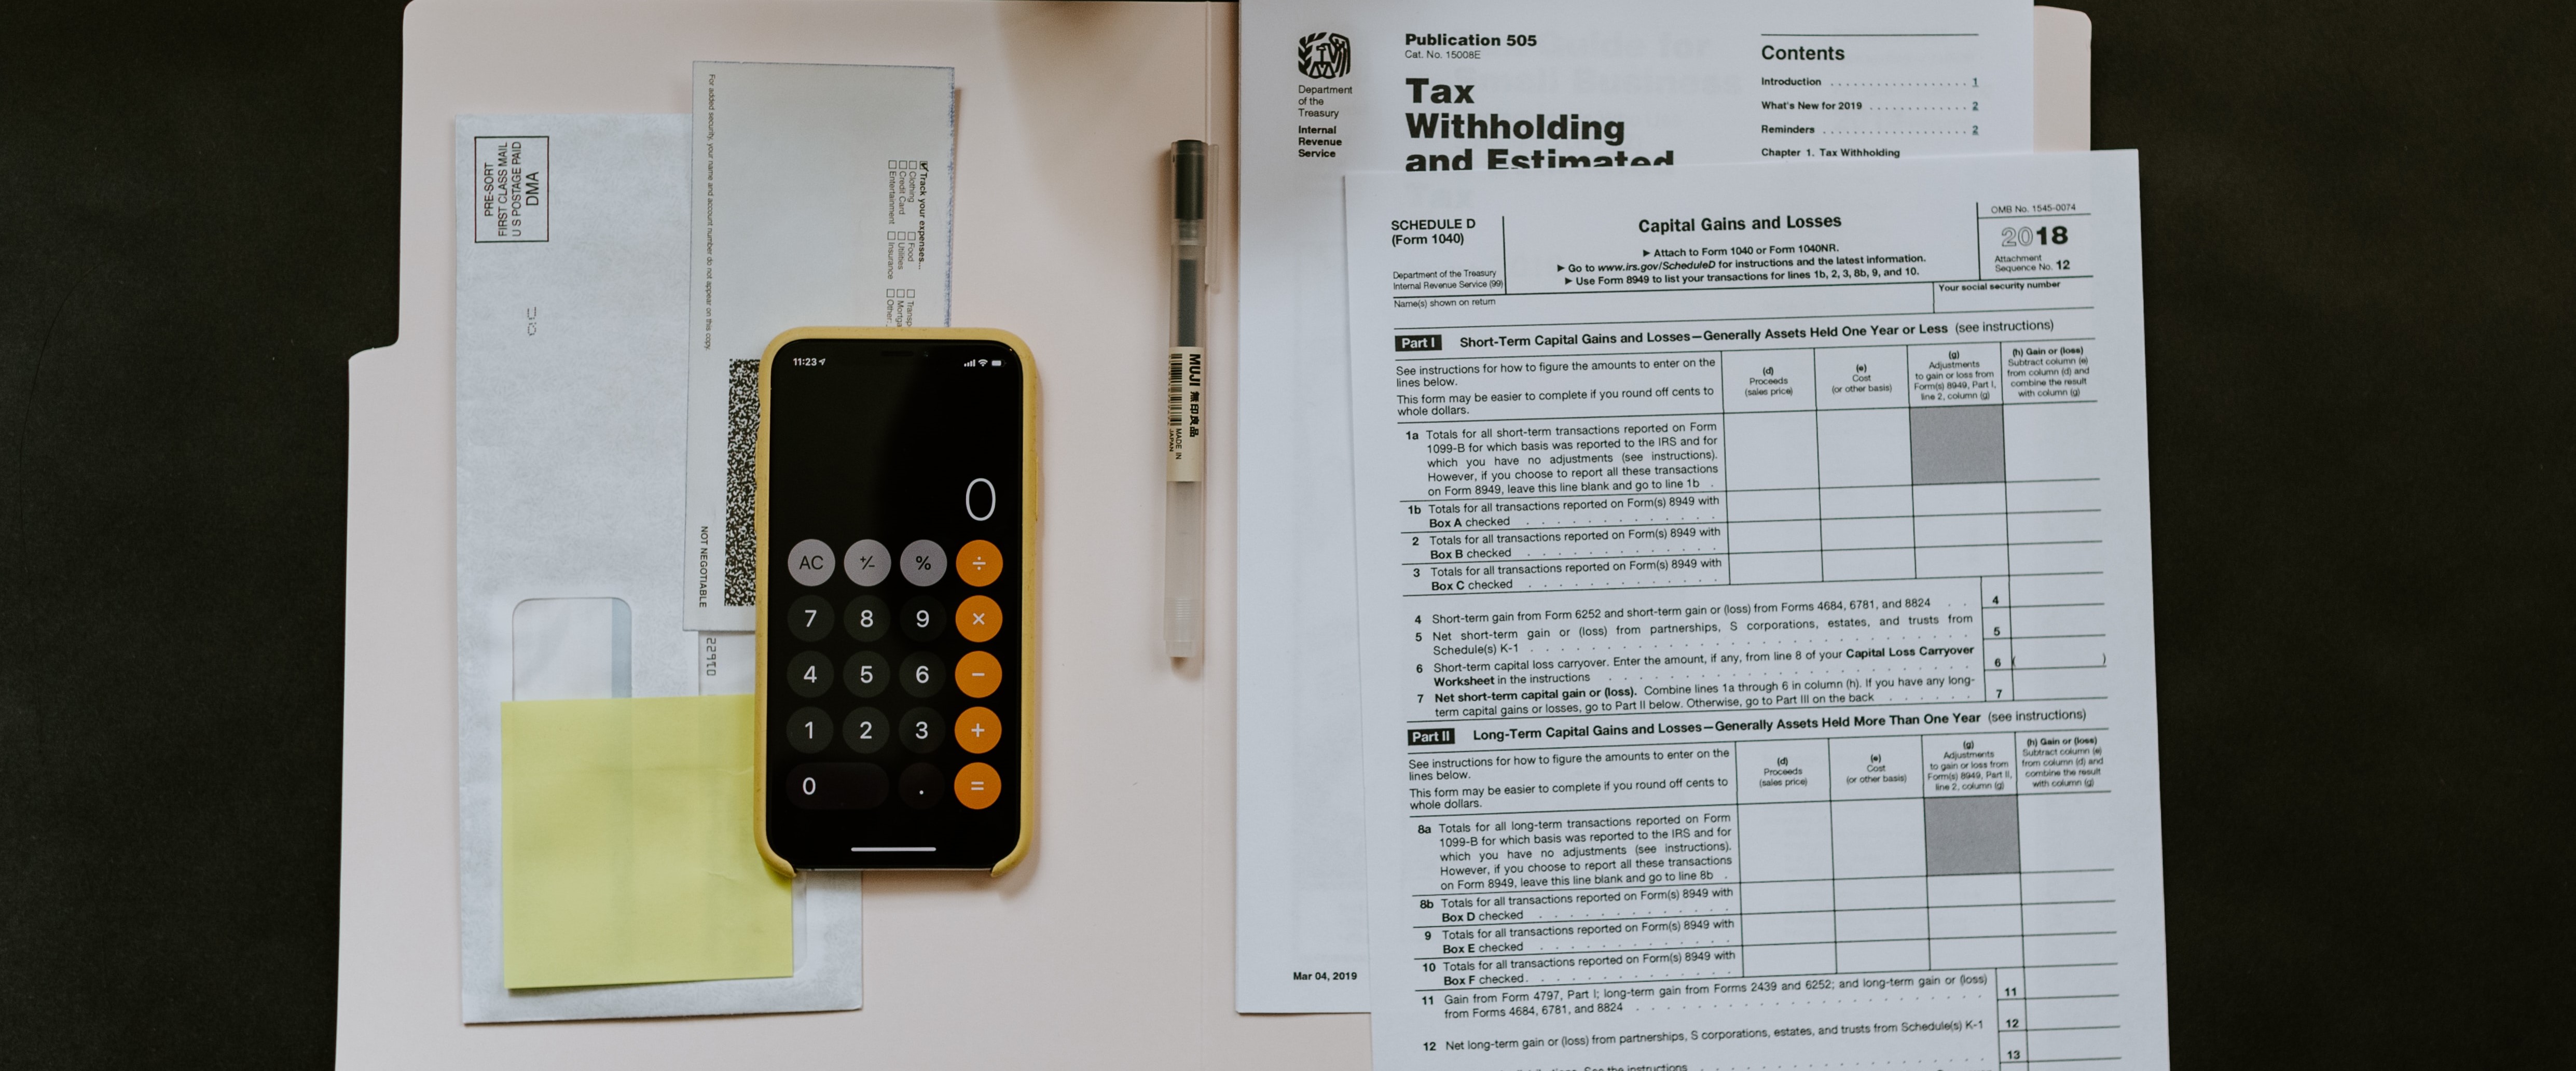 PRE-SORT
FIRST CLASS MAIL
U S POSTAGE PAID
DMA
For added security, your name and account number do not appear on this copy.
Track your expenses...
Clothing Food
Credit Card Utilities
Entertainment Insurance Other:
NOT NEGOTIABLE
11:23
0
AC +/- % ÷
7 8 9 ×
4 5 6 −
1 2 3 +
0 . =
MUJI 無印良品
MADE IN
JAPAN
Department
of the
Treasury
Internal
Revenue
Service
Publication 505
Cat. No. 15008E
Tax
Withholding
and Estimated
Contents
Introduction . . . . . . . . . . . . . . . . . . . . 1
What's New for 2019 . . . . . . . . . . . . . 2
Reminders . . . . . . . . . . . . . . . . . . . . . 2
Chapter 1. Tax Withholding
Mar 04, 2019
SCHEDULE D
(Form 1040)
Department of the Treasury
Internal Revenue Service (99)
Capital Gains and Losses
► Attach to Form 1040 or Form 1040NR.
► Go to www.irs.gov/ScheduleD for instructions and the latest information.
► Use Form 8949 to list your transactions for lines 1b, 2, 3, 8b, 9, and 10.
OMB No. 1545-0074
2018
Attachment
Sequence No. 12
Name(s) shown on return
Your social security number
Part I Short-Term Capital Gains and Losses—Generally Assets Held One Year or Less (see instructions)
See instructions for how to figure the amounts to enter on the
lines below.
This form may be easier to complete if you round off cents to
whole dollars.
(d)
Proceeds
(sales price)
(e)
Cost
(or other basis)
(g)
Adjustments
to gain or loss from
Form(s) 8949, Part I,
line 2, column (g)
(h) Gain or (loss)
Subtract column (e)
from column (d) and
combine the result
with column (g)
1a Totals for all short-term transactions reported on Form
1099-B for which basis was reported to the IRS and for
which you have no adjustments (see instructions).
However, if you choose to report all these transactions
on Form 8949, leave this line blank and go to line 1b .
1b Totals for all transactions reported on Form(s) 8949 with
Box A checked
2 Totals for all transactions reported on Form(s) 8949 with
Box B checked
3 Totals for all transactions reported on Form(s) 8949 with
Box C checked
4 Short-term gain from Form 6252 and short-term gain or (loss) from Forms 4684, 6781, and 8824 . . 4
5 Net short-term gain or (loss) from partnerships, S corporations, estates, and trusts from
Schedule(s) K-1 5
6 Short-term capital loss carryover. Enter the amount, if any, from line 8 of your Capital Loss Carryover
Worksheet in the instructions 6 ( )
7 Net short-term capital gain or (loss). Combine lines 1a through 6 in column (h). If you have any long-
term capital gains or losses, go to Part II below. Otherwise, go to Part III on the back 7
Part II Long-Term Capital Gains and Losses—Generally Assets Held More Than One Year (see instructions)
See instructions for how to figure the amounts to enter on the
lines below.
This form may be easier to complete if you round off cents to
whole dollars.
(d)
Proceeds
(sales price)
(e)
Cost
(or other basis)
(g)
Adjustments
to gain or loss from
Form(s) 8949, Part II,
line 2, column (g)
(h) Gain or (loss)
Subtract column (e)
from column (d) and
combine the result
with column (g)
8a Totals for all long-term transactions reported on Form
1099-B for which basis was reported to the IRS and for
which you have no adjustments (see instructions).
However, if you choose to report all these transactions
on Form 8949, leave this line blank and go to line 8b .
8b Totals for all transactions reported on Form(s) 8949 with
Box D checked
9 Totals for all transactions reported on Form(s) 8949 with
Box E checked
10 Totals for all transactions reported on Form(s) 8949 with
Box F checked
11 Gain from Form 4797, Part I; long-term gain from Forms 2439 and 6252; and long-term gain or (loss)
from Forms 4684, 6781, and 8824 11
12 Net long-term gain or (loss) from partnerships, S corporations, estates, and trusts from Schedule(s) K-1 12
13
See the instructions